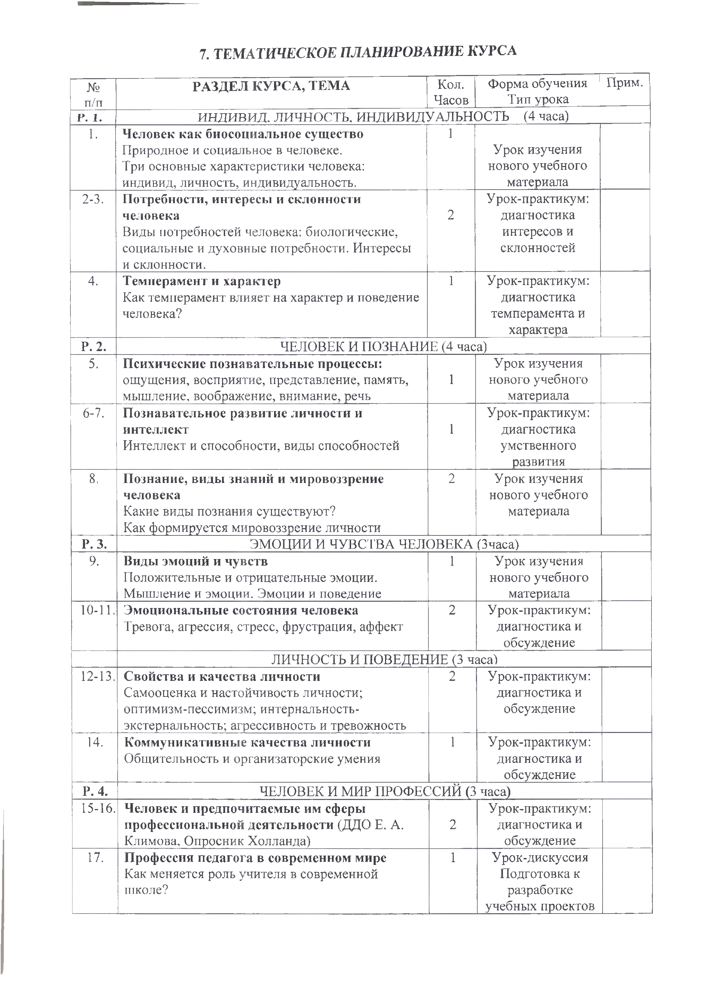 7. ТЕМАТИЧЕСКОЕ ПЛАНИРОВАНИЕ КУРСА
№ п/п
РАЗДЕЛ КУРСА, ТЕМА
Кол. Часов
Форма обучения
Тип урока
Прим.
Р. 1.
ИНДИВИД, ЛИЧНОСТЬ, ИНДИВИДУАЛЬНОСТЬ (4 часа)
1.
Человек как биосоциальное существо
Природное и социальное в человеке.
Три основные характеристики человека:
индивид, личность, индивидуальность.
1
Урок изучения
нового учебного
материала
2-3.
Потребности, интересы и склонности
человека
Виды потребностей человека: биологические,
социальные и духовные потребности. Интересы
и склонности.
2
Урок-практикум:
диагностика
интересов и
склонностей
4.
Темперамент и характер
Как темперамент влияет на характер и поведение
человека?
1
Урок-практикум:
диагностика
темперамента и
характера
Р. 2.
ЧЕЛОВЕК И ПОЗНАНИЕ (4 часа)
5.
Психические познавательные процессы:
ощущения, восприятие, представление, память,
мышление, воображение, внимание, речь
1
Урок изучения
нового учебного
материала
6-7.
Познавательное развитие личности и
интеллект
Интеллект и способности, виды способностей
1
Урок-практикум:
диагностика
умственного
развития
8.
Познание, виды знаний и мировоззрение
человека
Какие виды познания существуют?
Как формируется мировоззрение личности
2
Урок изучения
нового учебного
материала
Р. 3.
ЭМОЦИИ И ЧУВСТВА ЧЕЛОВЕКА (3часа)
9.
Виды эмоций и чувств
Положительные и отрицательные эмоции.
Мышление и эмоции. Эмоции и поведение
1
Урок изучения
нового учебного
материала
10-11.
Эмоциональные состояния человека
Тревога, агрессия, стресс, фрустрация, аффект
2
Урок-практикум:
диагностика и
обсуждение
ЛИЧНОСТЬ И ПОВЕДЕНИЕ (3 часа)
12-13.
Свойства и качества личности
Самооценка и настойчивость личности;
оптимизм-пессимизм; интернальность-
экстернальность; агрессивность и тревожность
2
Урок-практикум:
диагностика и
обсуждение
14.
Коммуникативные качества личности
Общительность и организаторские умения
1
Урок-практикум:
диагностика и
обсуждение
Р. 4.
ЧЕЛОВЕК И МИР ПРОФЕССИЙ (3 часа)
15-16.
Человек и предпочитаемые им сферы
профессиональной деятельности (ДДО Е. А.
Климова, Опросник Холланда)
2
Урок-практикум:
диагностика и
обсуждение
17.
Профессия педагога в современном мире
Как меняется роль учителя в современной
школе?
1
Урок-дискуссия
Подготовка к
разработке
учебных проектов